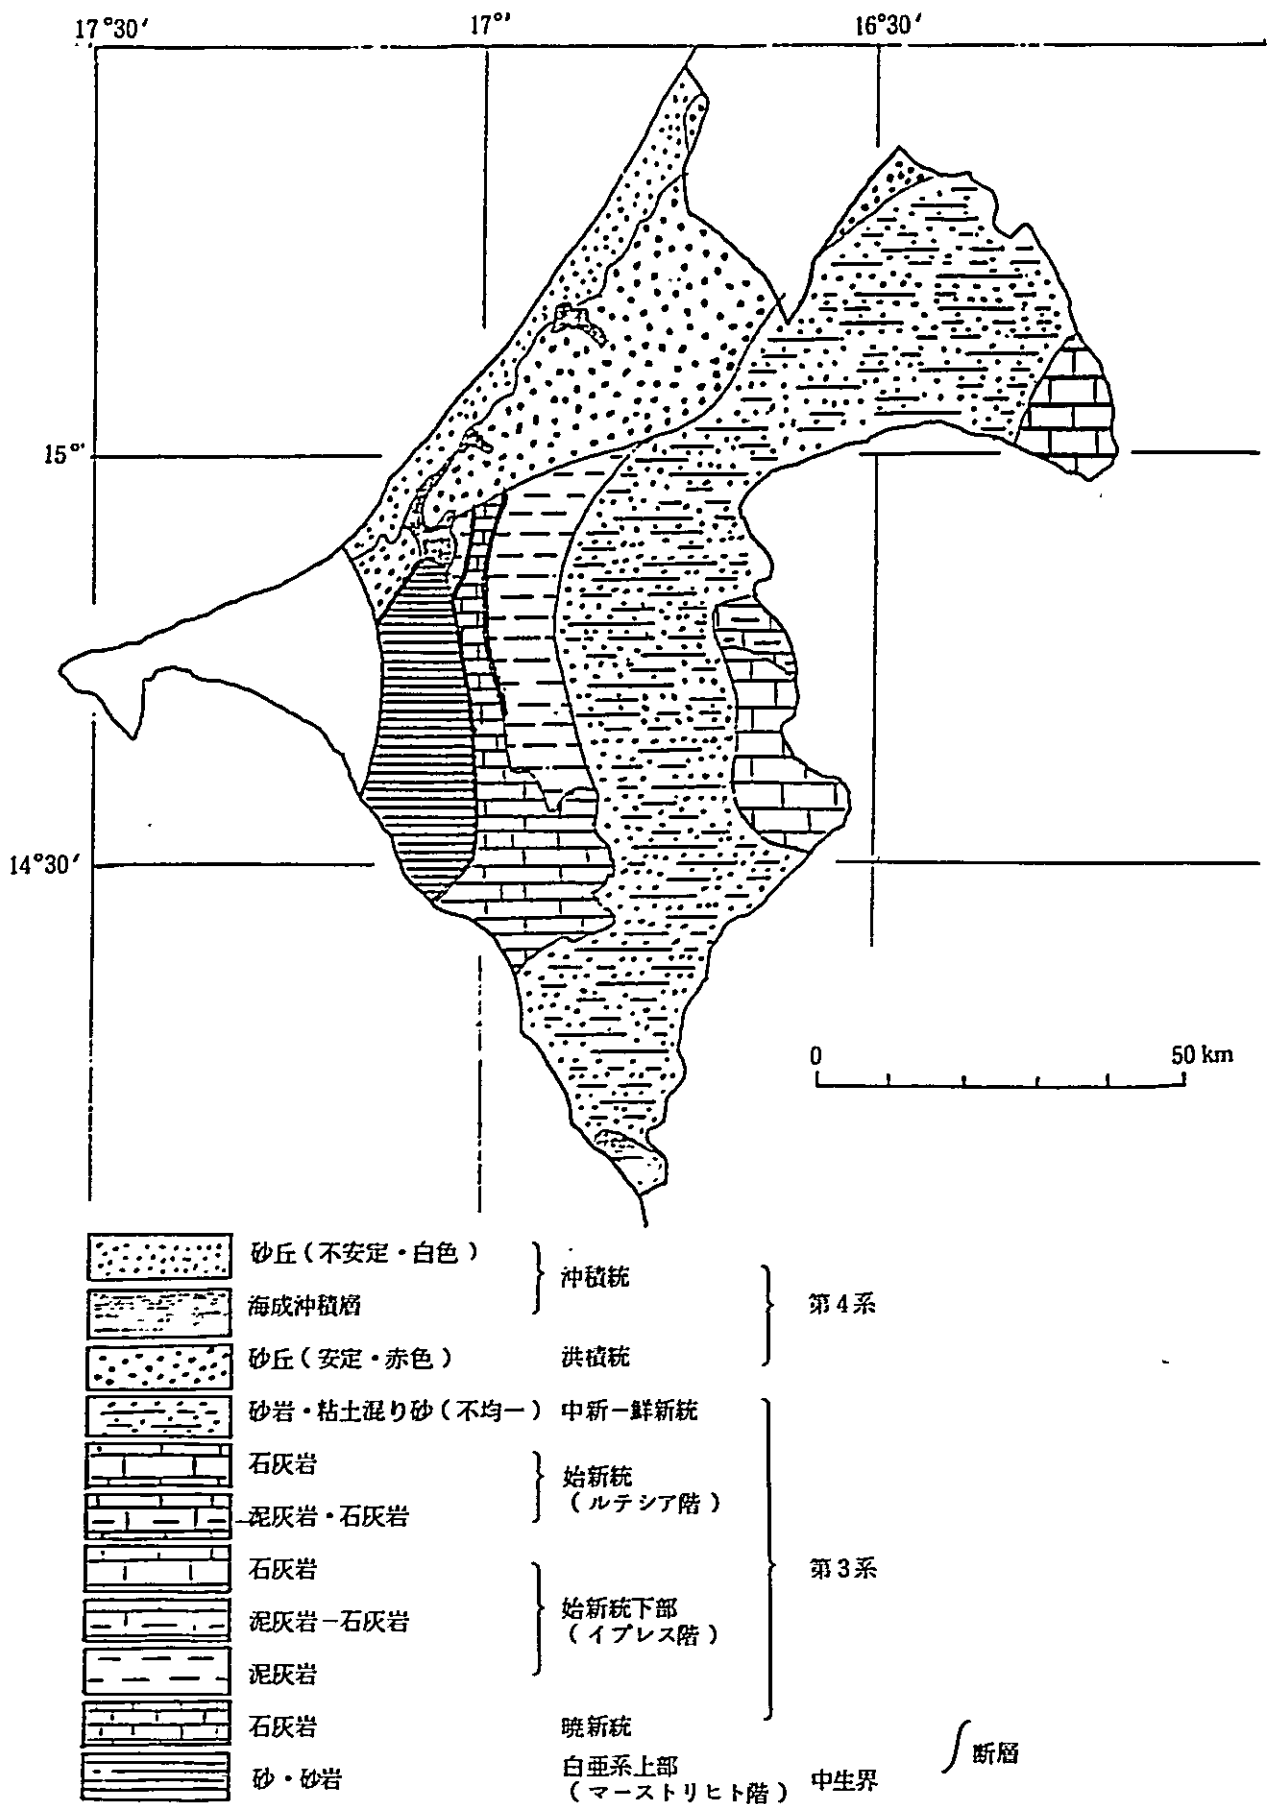 17°30′ 17°′ 16°30′
15°′
14°30′
0 50 km
砂丘(不安定・白色) 沖積統
海成沖積層 第4系
砂丘(安定・赤色) 洪積統
砂岩・粘土混り砂(不均一) 中新－鮮新統
石灰岩 始新統
(ルテシア階)
泥灰岩・石灰岩
石灰岩 第3系
泥灰岩－石灰岩 始新統下部
(イプレス階)
泥灰岩
石灰岩 暁新統
断層
砂・砂岩 白亜系上部 中生界
(マーストリヒト階)